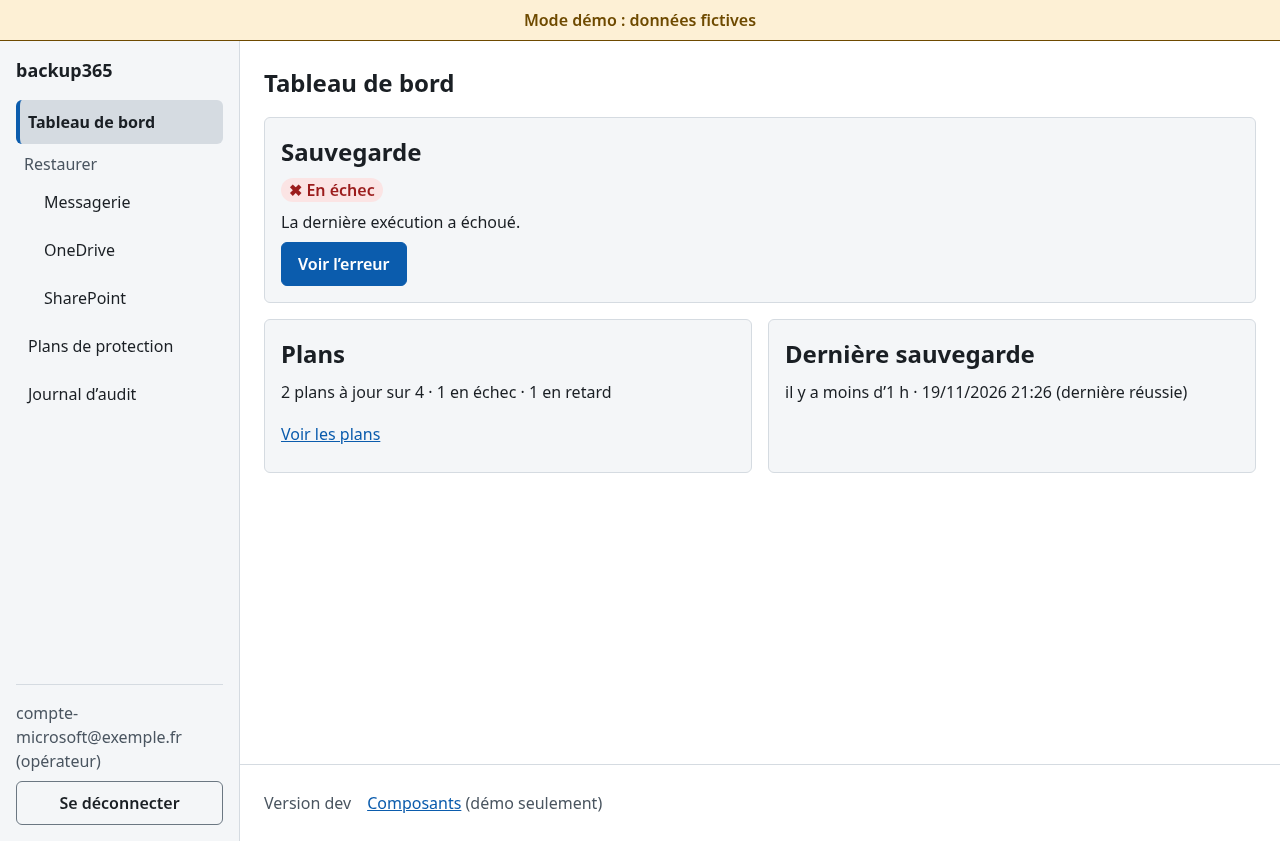 Mode démo : données fictives
backup365
Tableau de bord
Restaurer
Messagerie
OneDrive
SharePoint
Plans de protection
Journal d’audit
compte-
microsoft@exemple.fr
(opérateur)
Se déconnecter
Tableau de bord
Sauvegarde
✖ En échec
La dernière exécution a échoué.
Voir l’erreur
Plans
2 plans à jour sur 4 · 1 en échec · 1 en retard
Voir les plans
Dernière sauvegarde
il y a moins d’1 h · 19/11/2026 21:26 (dernière réussie)
Version dev Composants (démo seulement)